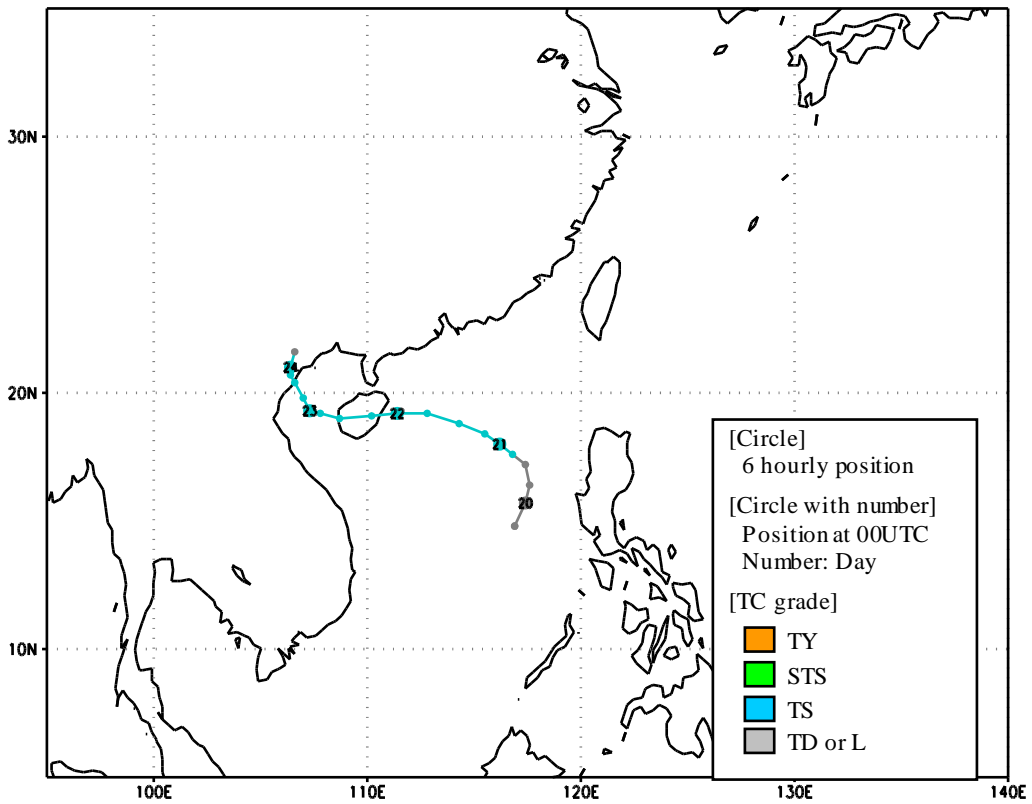 30N
20N
10N
100E
110E
120E
130E
140E
24
23
22
21
20
[Circle]
6 hourly position
[Circle with number]
Position at 00UTC
Number: Day
[TC grade]
TY
STS
TS
TD or L